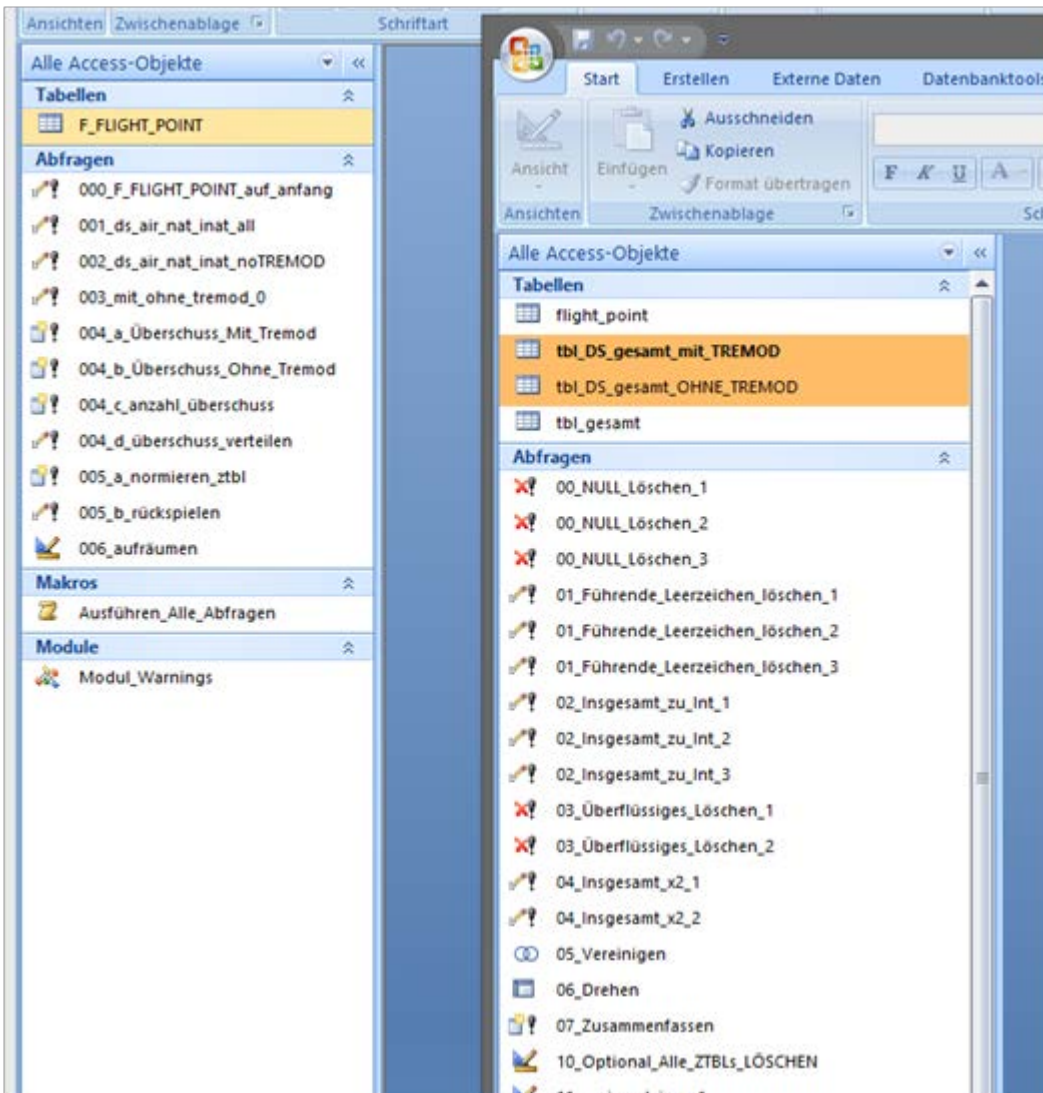 Ansichten Zwischenablage Schriftart
Alle Access-Objekte
Tabellen
F_FLIGHT_POINT
Abfragen
000_F_FLIGHT_POINT_auf_anfang
001_ds_air_nat_inat_all
002_ds_air_nat_inat_noTREMOD
003_mit_ohne_tremod_0
004_a_Überschuss_Mit_Tremod
004_b_Überschuss_Ohne_Tremod
004_c_anzahl_überschuss
004_d_überschuss_verteilen
005_a_normieren_ztbl
005_b_rückspielen
006_aufräumen
Makros
Ausführen_Alle_Abfragen
Module
Modul_Warnings
Start Erstellen Externe Daten Datenbanktools
Ansicht
Einfügen
Ausschneiden
Kopieren
Format übertragen
F K U A
Ansichten Zwischenablage
Alle Access-Objekte
Tabellen
flight_point
tbl_DS_gesamt_mit_TREMOD
tbl_DS_gesamt_OHNE_TREMOD
tbl_gesamt
Abfragen
00_NULL_Löschen_1
00_NULL_Löschen_2
00_NULL_Löschen_3
01_Führende_Leerzeichen_löschen_1
01_Führende_Leerzeichen_löschen_2
01_Führende_Leerzeichen_löschen_3
02_Insgesamt_zu_Int_1
02_Insgesamt_zu_Int_2
02_Insgesamt_zu_Int_3
03_Überflüssiges_Löschen_1
03_Überflüssiges_Löschen_2
04_Insgesamt_x2_1
04_Insgesamt_x2_2
05_Vereinigen
06_Drehen
07_Zusammenfassen
10_Optional_Alle_ZTBLs_LÖSCHEN